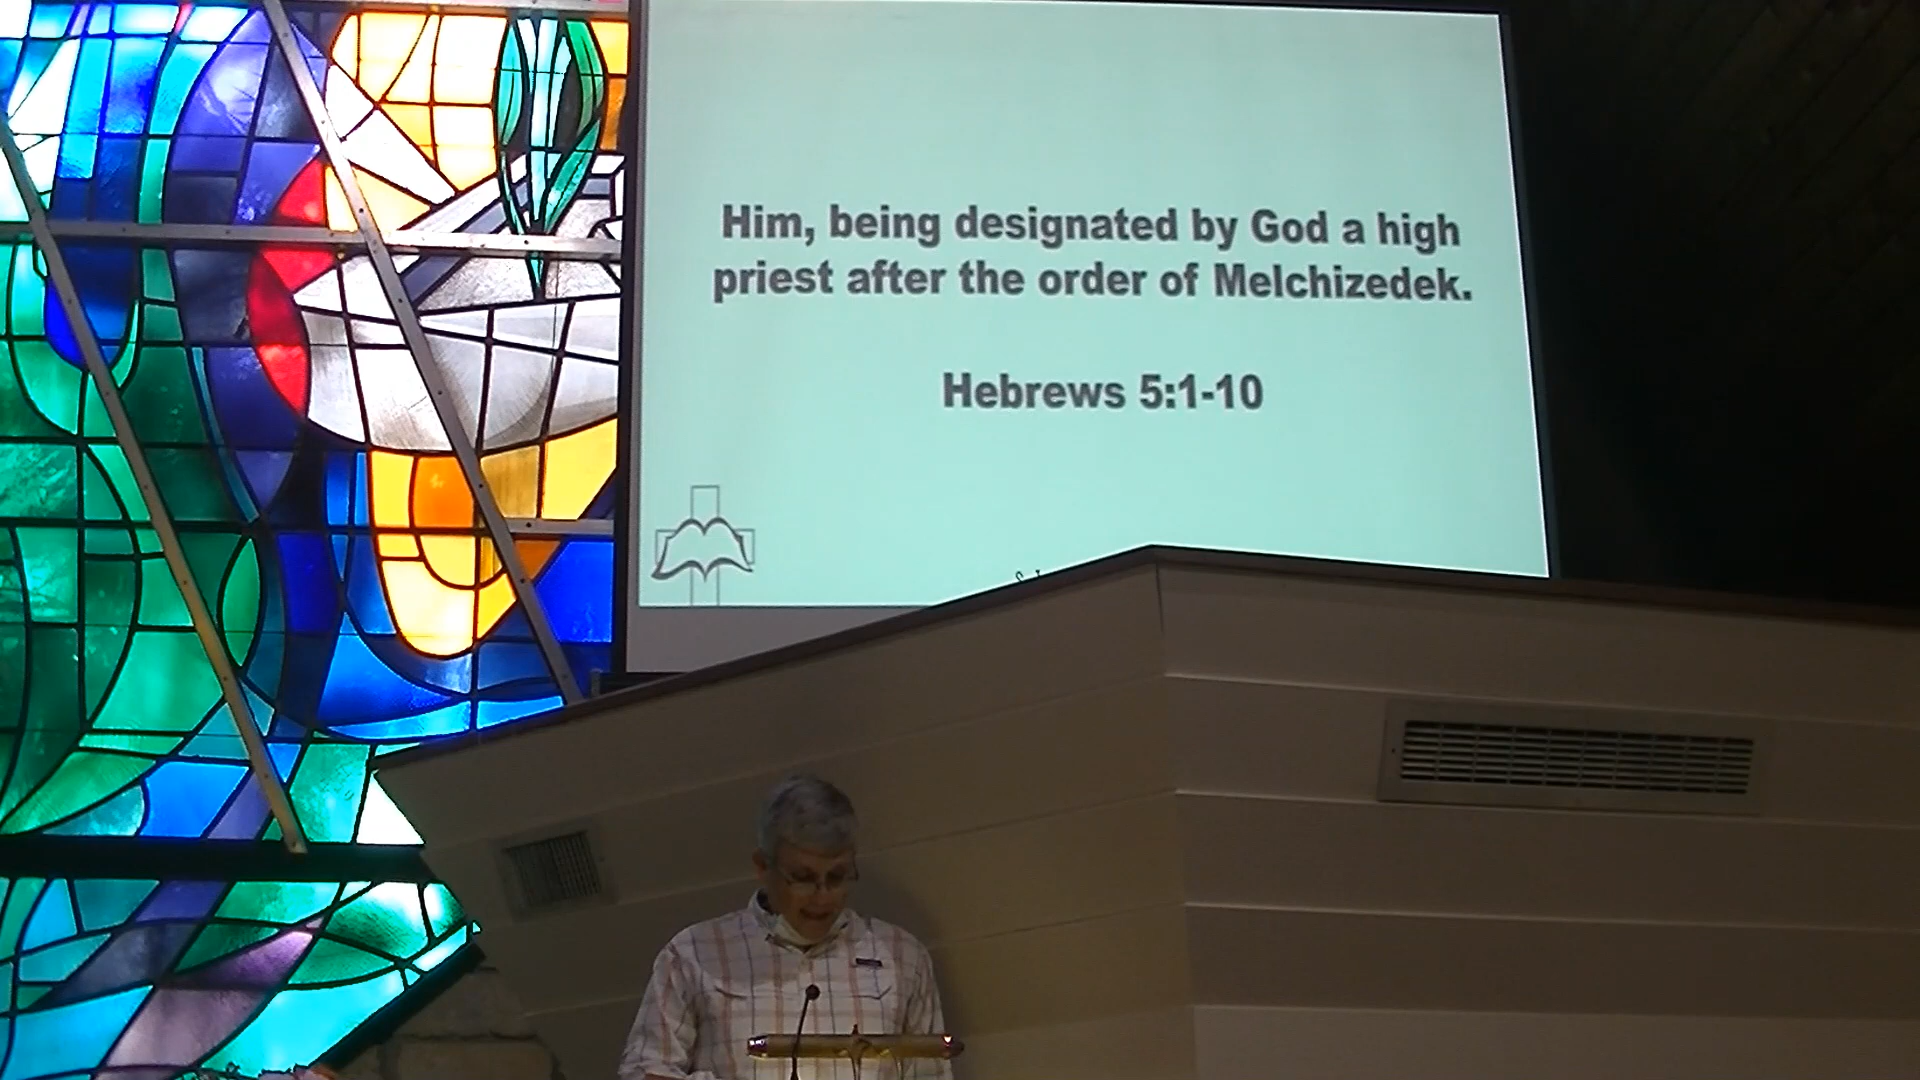 Him, being designated by God a high
priest after the order of Melchizedek.
Hebrews 5:1-10